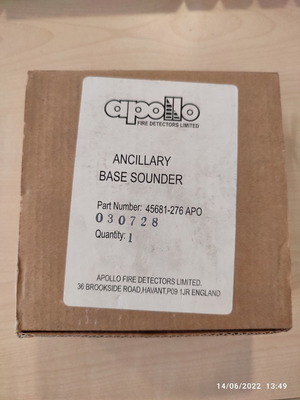 apollo
FIRE DETECTORS LIMITED
ANCILLARY
BASE SOUNDER
Part Number: 45681-276 APO
030728
Quantity: 1
APOLLO FIRE DETECTORS LIMITED.
36 BROOKSIDE ROAD,HAVANT,P09 1JR ENGLAND
14/06/2022 13:49